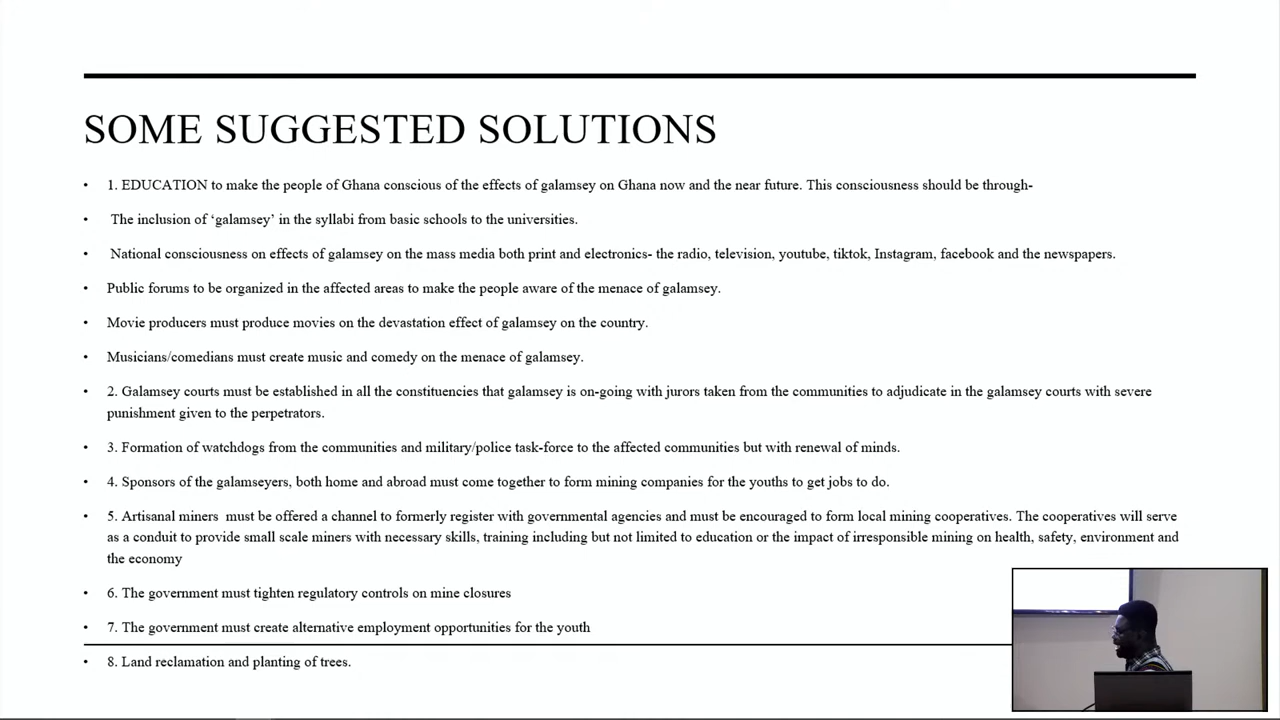 SOME SUGGESTED SOLUTIONS
• 1. EDUCATION to make the people of Ghana conscious of the effects of galamsey on Ghana now and the near future. This consciousness should be through-
• The inclusion of ‘galamsey’ in the syllabi from basic schools to the universities.
• National consciousness on effects of galamsey on the mass media both print and electronics- the radio, television, youtube, tiktok, Instagram, facebook and the newspapers.
• Public forums to be organized in the affected areas to make the people aware of the menace of galamsey.
• Movie producers must produce movies on the devastation effect of galamsey on the country.
• Musicians/comedians must create music and comedy on the menace of galamsey.
• 2. Galamsey courts must be established in all the constituencies that galamsey is on-going with jurors taken from the communities to adjudicate in the galamsey courts with severe
punishment given to the perpetrators.
• 3. Formation of watchdogs from the communities and military/police task-force to the affected communities but with renewal of minds.
• 4. Sponsors of the galamseyers, both home and abroad must come together to form mining companies for the youths to get jobs to do.
• 5. Artisanal miners must be offered a channel to formerly register with governmental agencies and must be encouraged to form local mining cooperatives. The cooperatives will serve
as a conduit to provide small scale miners with necessary skills, training including but not limited to education or the impact of irresponsible mining on health, safety, environment and
the economy
• 6. The government must tighten regulatory controls on mine closures
• 7. The government must create alternative employment opportunities for the youth
• 8. Land reclamation and planting of trees.